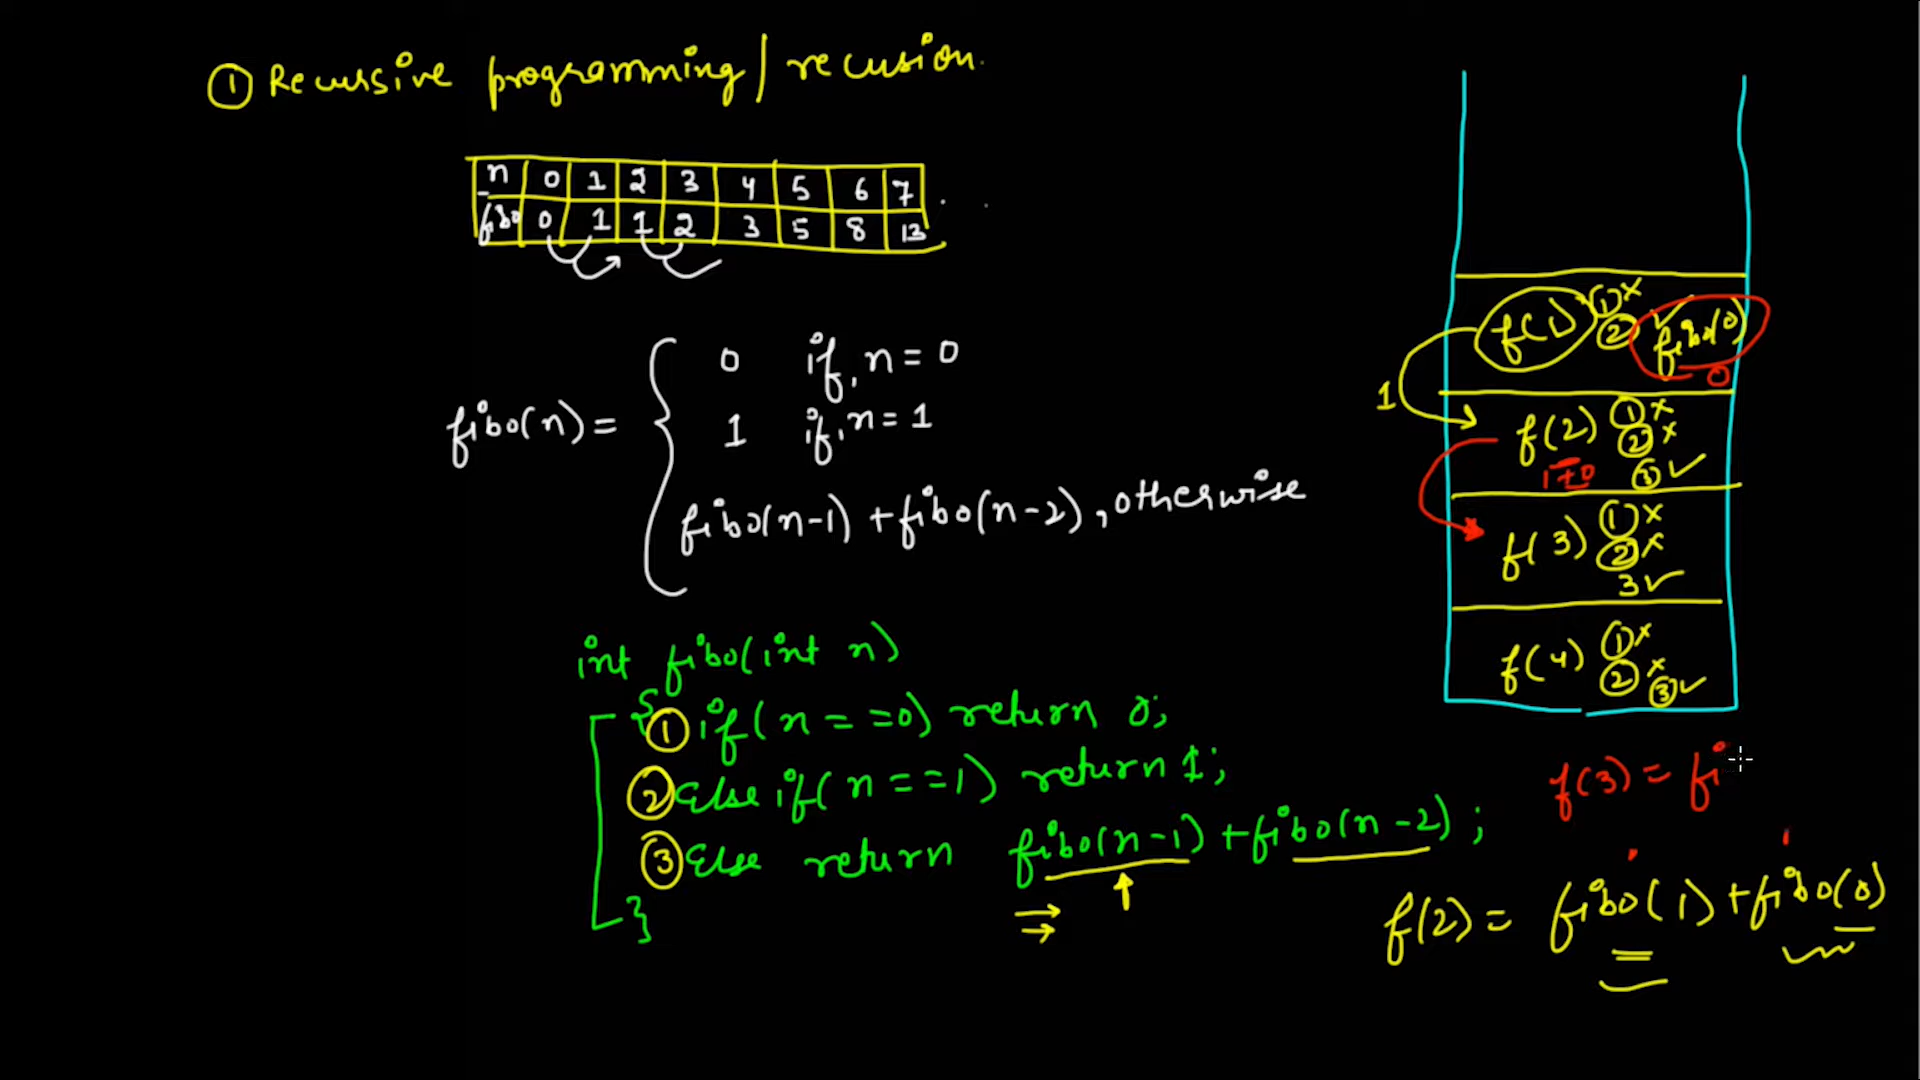 ① Recursive programming / recusion.
n 0 1 2 3 4 5 6 7
fibo 0 1 1 2 3 5 8 13
0 if, n = 0
fibo(n) = 1 if, n = 1
fibo(n-1) + fibo(n-2), otherwise
int fibo(int n)
{
① if(n ==0) return 0;
② Else if(n ==1) return 1;
③ Else return fibo(n-1) + fibo(n-2);
}
f(1) ① x
② ✓ fibo(0)
0
1
f(2) ① x
② x
1+0 ③ ✓
f(3) ① x
② x
3 ✓
f(4) ① x
② x
③ ✓
f(3) = fi
f(2) = fibo(1) + fibo(0)